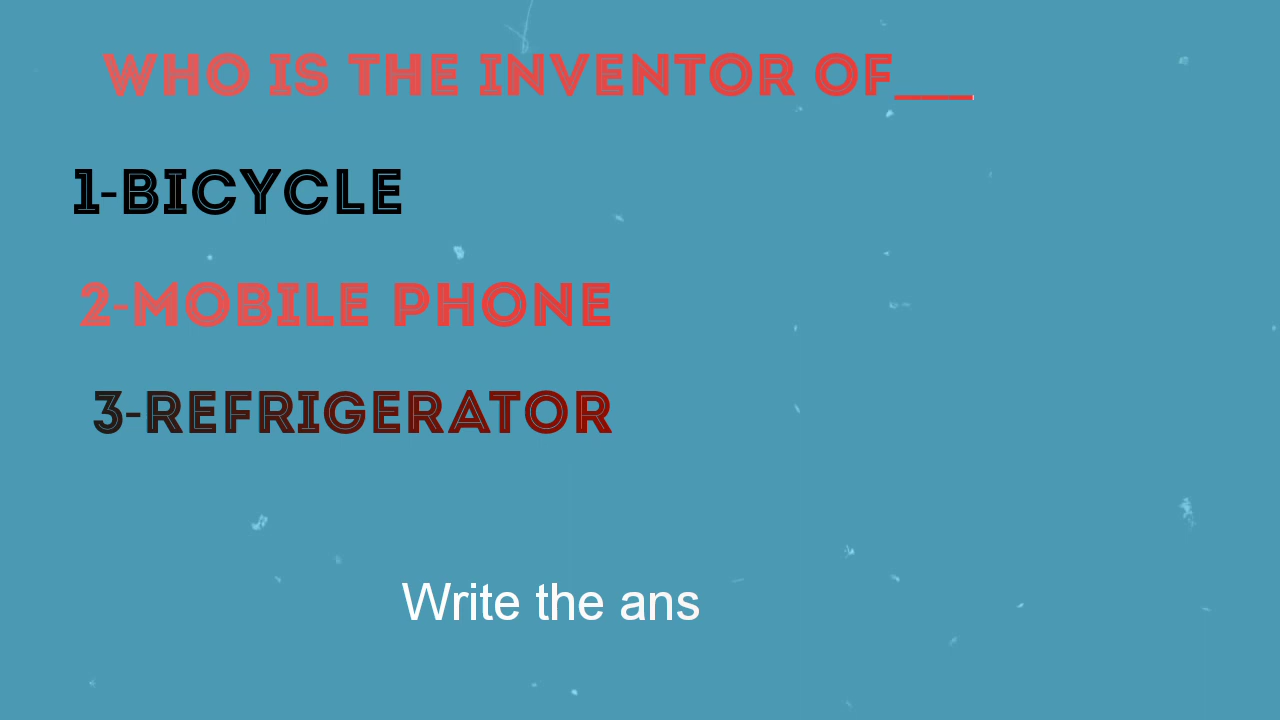 WHO IS THE INVENTOR OF___
1-BICYCLE
2-MOBILE PHONE
3-REFRIGERATOR
Write the ans